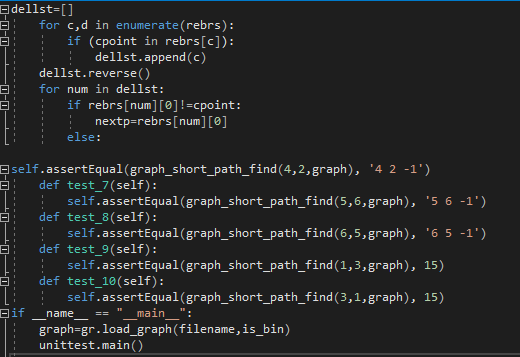 dellst=[]
for c,d in enumerate(rebrs):
if (cpoint in rebrs[c]):
dellst.append(c)
dellst.reverse()
for num in dellst:
if rebrs[num][0]!=cpoint:
nextp=rebrs[num][0]
else:
self.assertEqual(graph_short_path_find(4,2,graph), '4 2 -1')
def test_7(self):
self.assertEqual(graph_short_path_find(5,6,graph), '5 6 -1')
def test_8(self):
self.assertEqual(graph_short_path_find(6,5,graph), '6 5 -1')
def test_9(self):
self.assertEqual(graph_short_path_find(1,3,graph), 15)
def test_10(self):
self.assertEqual(graph_short_path_find(3,1,graph), 15)
if __name__ == "__main__":
graph=gr.load_graph(filename,is_bin)
unittest.main()